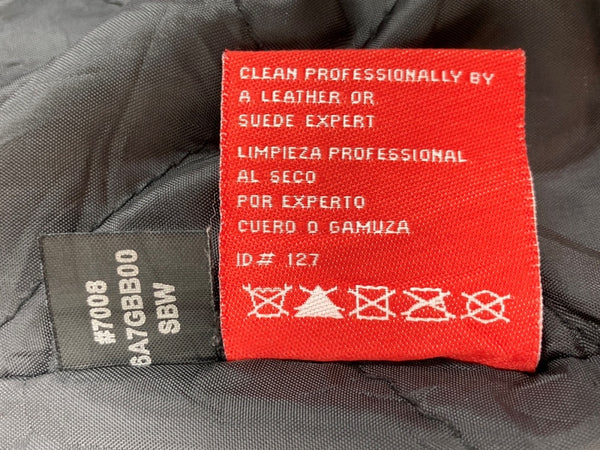 CLEAN PROFESSIONALLY BY
A LEATHER OR
SUEDE EXPERT
LIMPIEZA PROFESSIONAL
AL SECO
POR EXPERTO
CUERO O GAMUZA
ID# 127
#7008
6A7GBB00
SBW